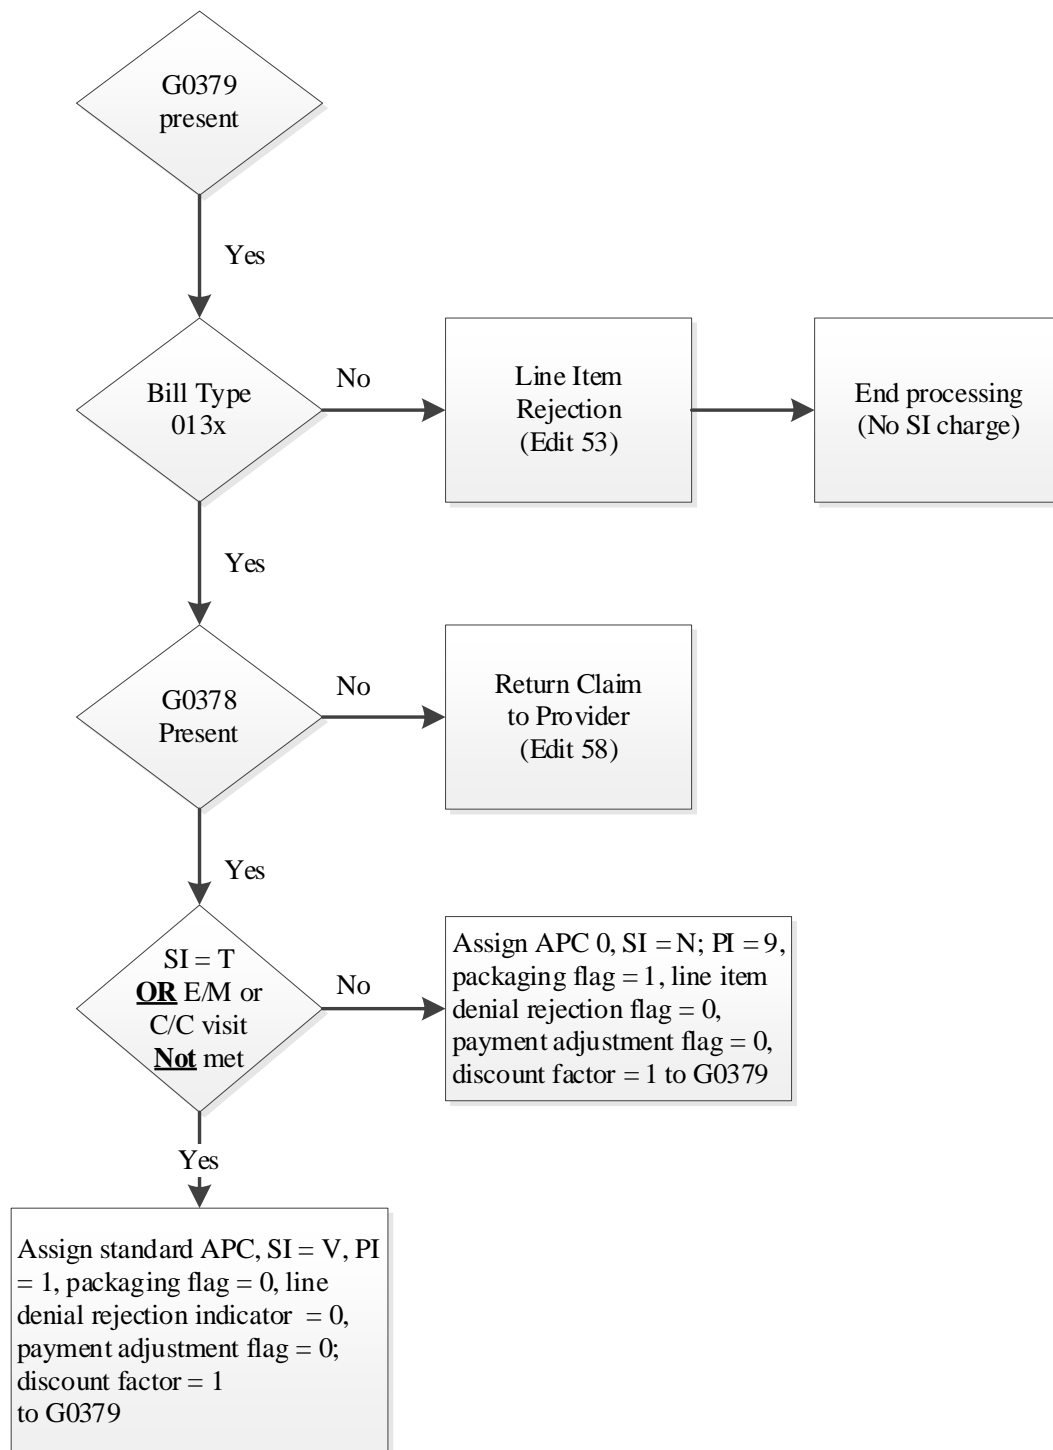 G0379
present
Yes
Bill Type
013x
No
Line Item
Rejection
(Edit 53)
End processing
(No SI charge)
Yes
G0378
Present
No
Return Claim
to Provider
(Edit 58)
Yes
SI = T
OR E/M or
C/C visit
Not met
No
Assign APC 0, SI = N; PI = 9,
packaging flag = 1, line item
denial rejection flag = 0,
payment adjustment flag = 0,
discount factor = 1 to G0379
Yes
Assign standard APC, SI = V, PI
= 1, packaging flag = 0, line
denial rejection indicator = 0,
payment adjustment flag = 0;
discount factor = 1
to G0379